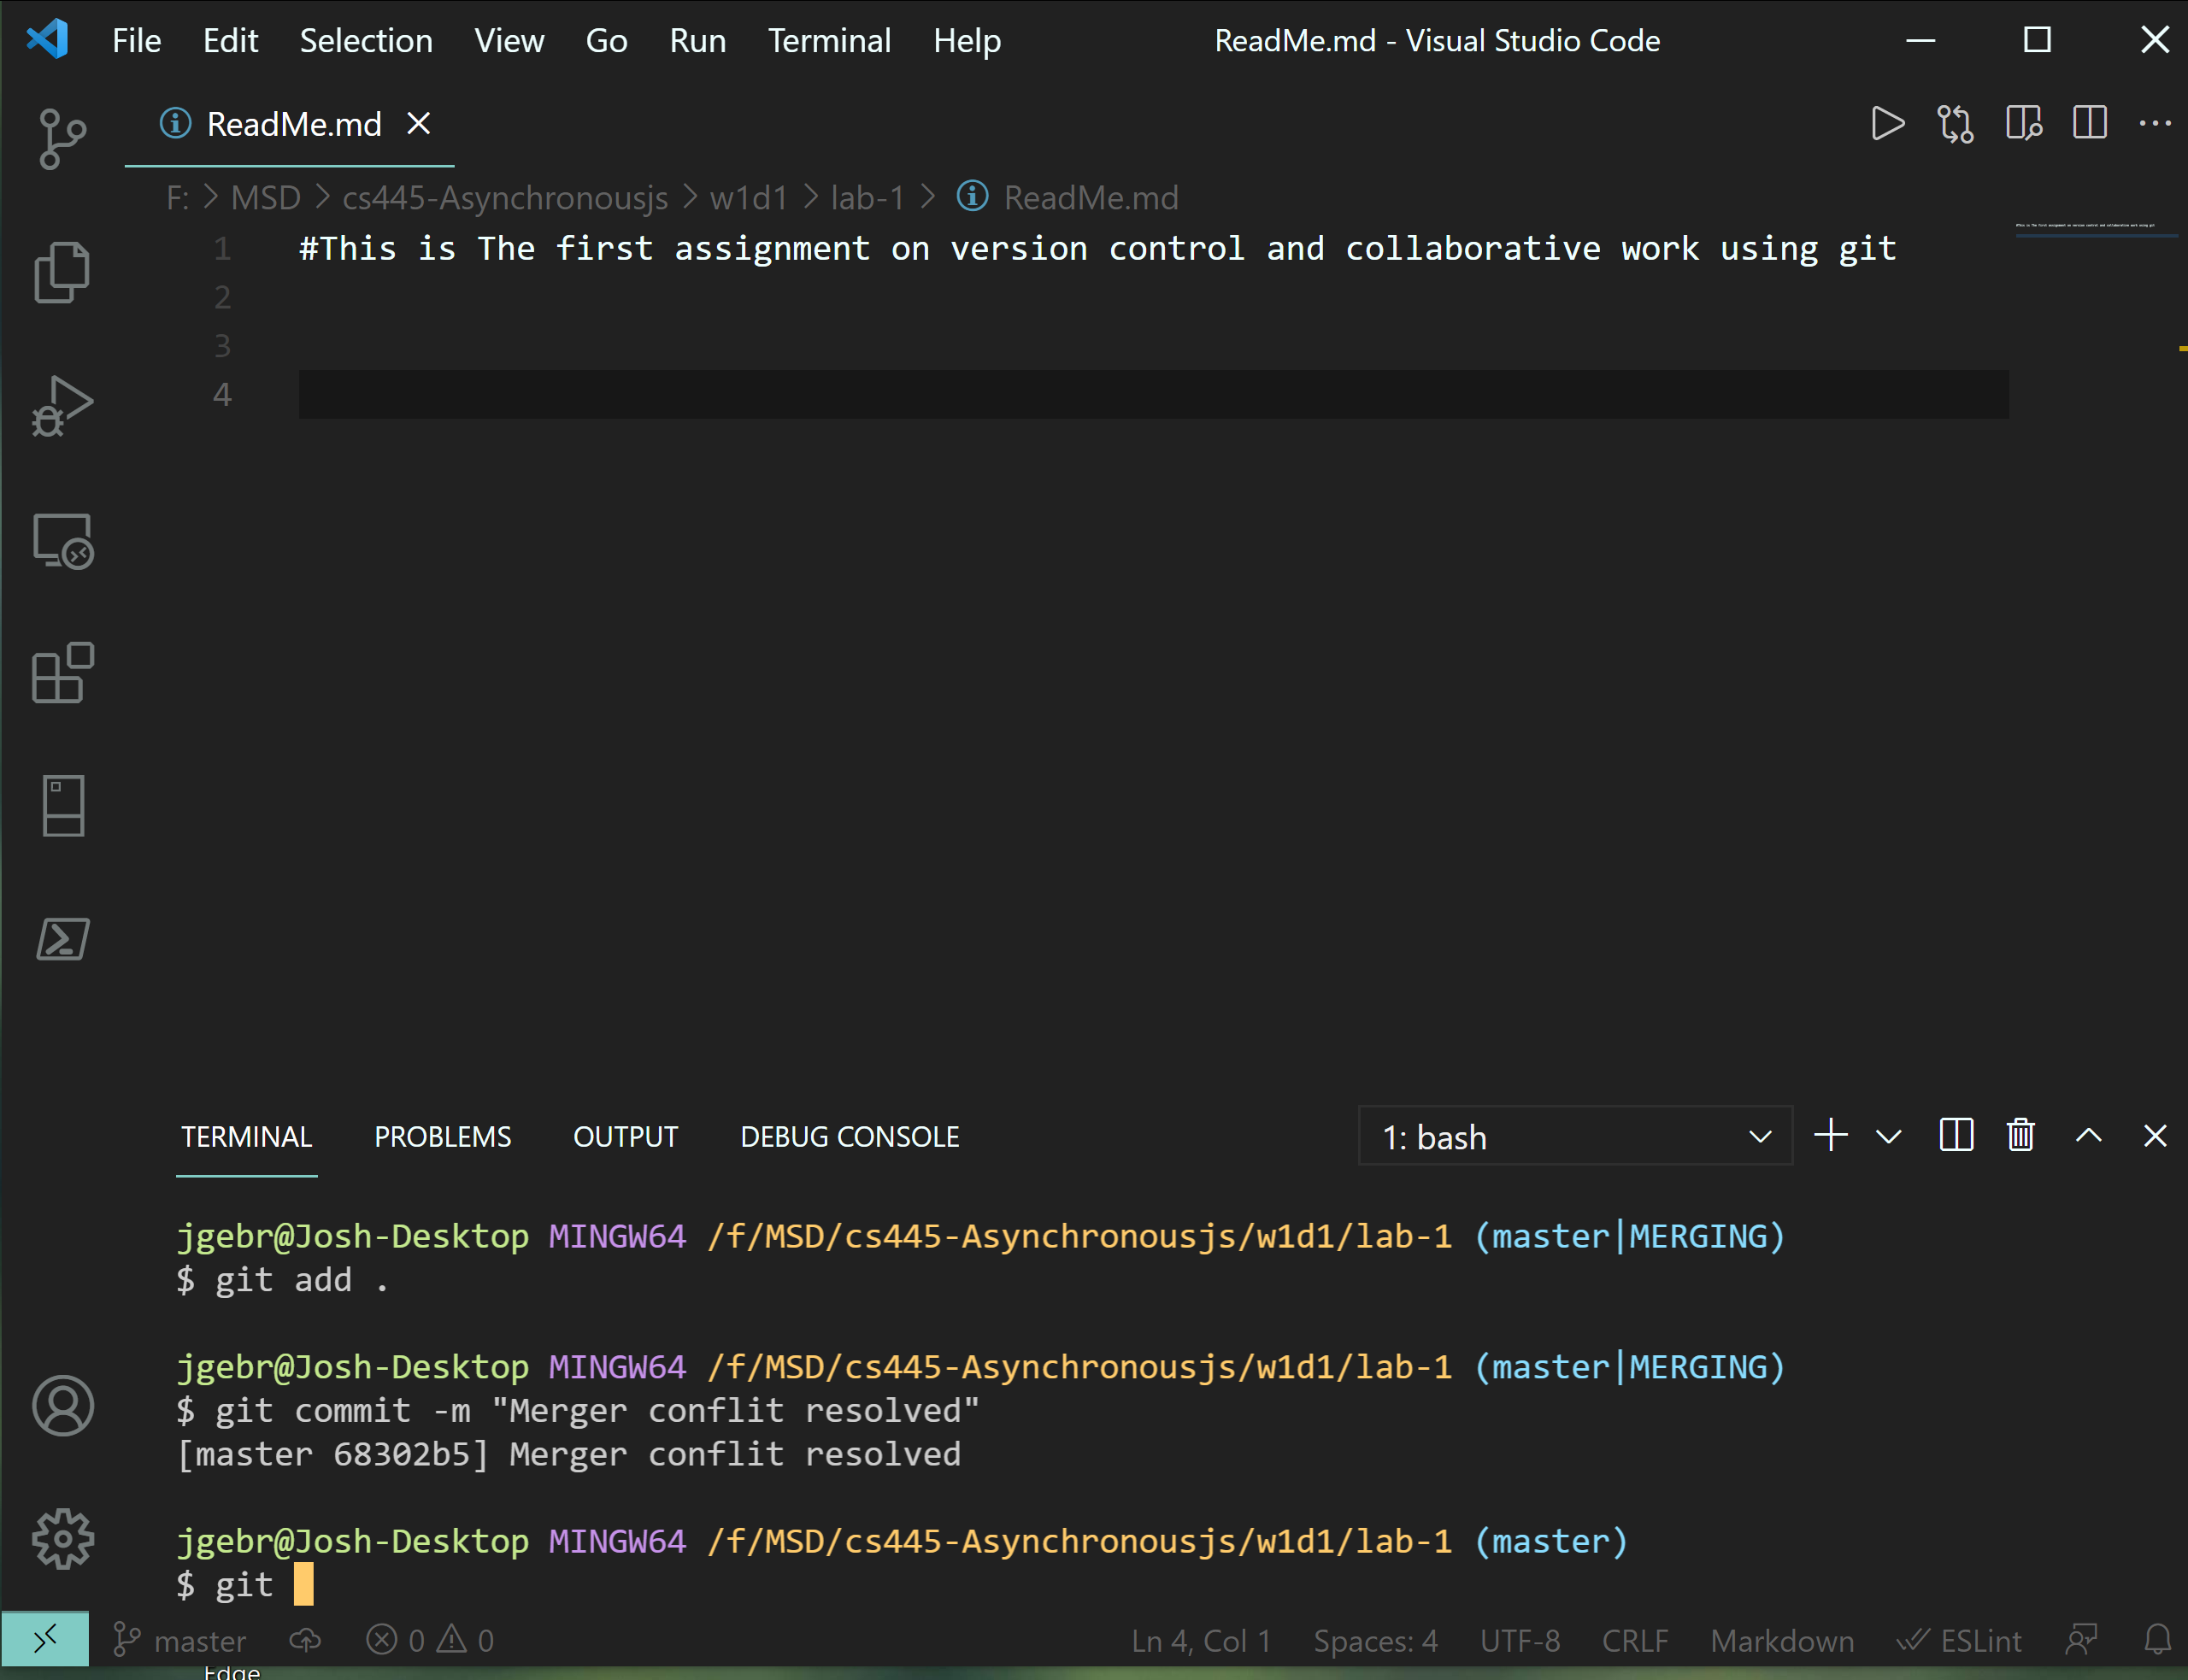 File Edit Selection View Go Run Terminal Help ReadMe.md - Visual Studio Code
ReadMe.md
F: > MSD > cs445-Asynchronousjs > w1d1 > lab-1 > ReadMe.md
1 #This is The first assignment on version control and collaborative work using git
2
3
4
TERMINAL PROBLEMS OUTPUT DEBUG CONSOLE 1: bash
jgebr@Josh-Desktop MINGW64 /f/MSD/cs445-Asynchronousjs/w1d1/lab-1 (master|MERGING)
$ git add .
jgebr@Josh-Desktop MINGW64 /f/MSD/cs445-Asynchronousjs/w1d1/lab-1 (master|MERGING)
$ git commit -m "Merger conflit resolved"
[master 68302b5] Merger conflit resolved
jgebr@Josh-Desktop MINGW64 /f/MSD/cs445-Asynchronousjs/w1d1/lab-1 (master)
$ git
master 0 0 Ln 4, Col 1 Spaces: 4 UTF-8 CRLF Markdown ESLint
Edge